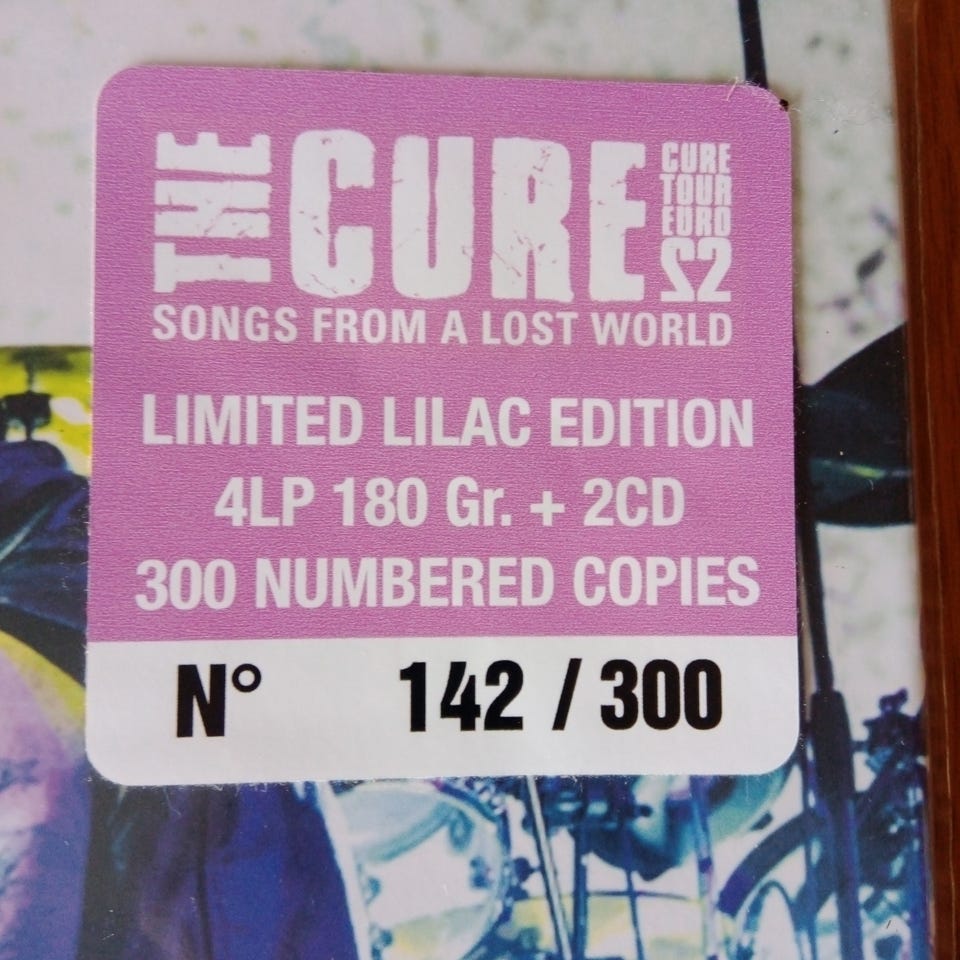 THE CURE
CURE
TOUR
EURO
22
SONGS FROM A LOST WORLD
LIMITED LILAC EDITION
4LP 180 Gr. + 2CD
300 NUMBERED COPIES
N° 142 / 300